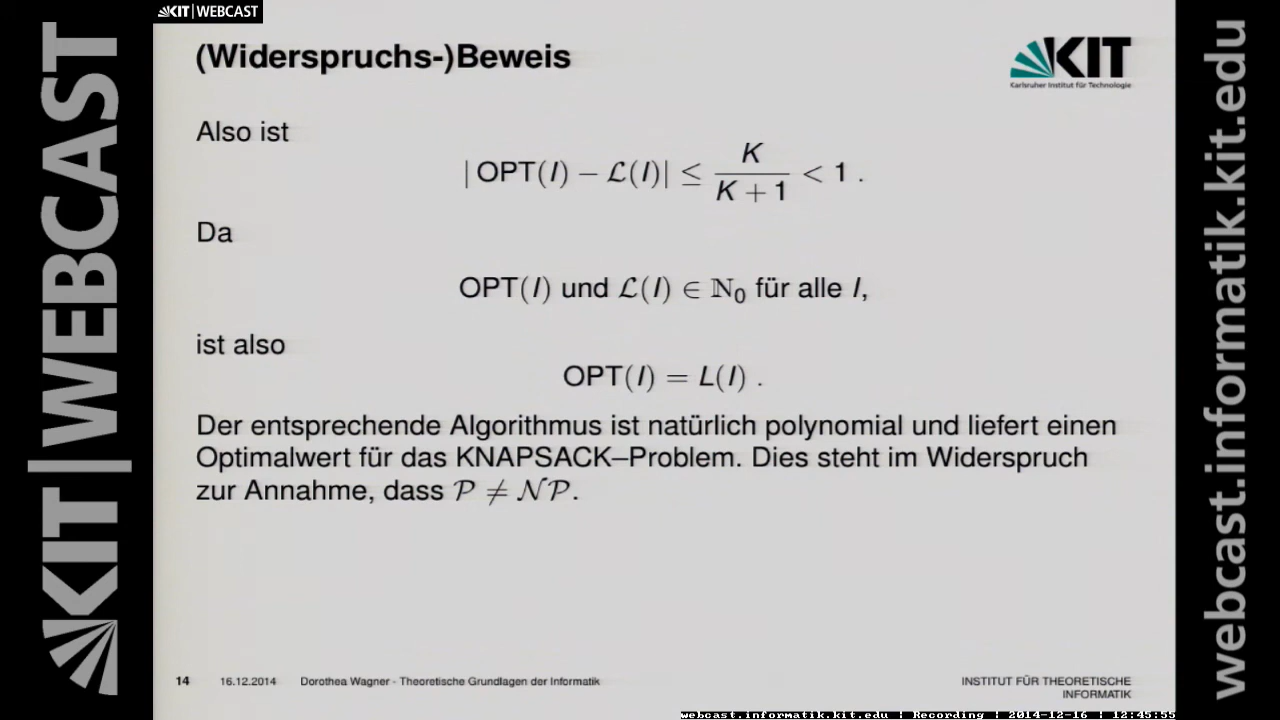 KIT | WEBCAST
KIT | WEBCAST
(Widerspruchs-)Beweis
KIT
Karlsruher Institut für Technologie
Also ist
| OPT(I) − 𝓛(I)| ≤ K / (K + 1) < 1 .
Da
OPT(I) und 𝓛(I) ∈ ℕ₀ für alle I,
ist also
OPT(I) = L(I) .
Der entsprechende Algorithmus ist natürlich polynomial und liefert einen
Optimalwert für das KNAPSACK–Problem. Dies steht im Widerspruch
zur Annahme, dass 𝒫 ≠ 𝒩𝒫.
14 16.12.2014 Dorothea Wagner - Theoretische Grundlagen der Informatik
INSTITUT FÜR THEORETISCHE
INFORMATIK
webcast.informatik.kit.edu
webcast.informatik.kit.edu | Recording | 2014-12-16 | 12:45:55